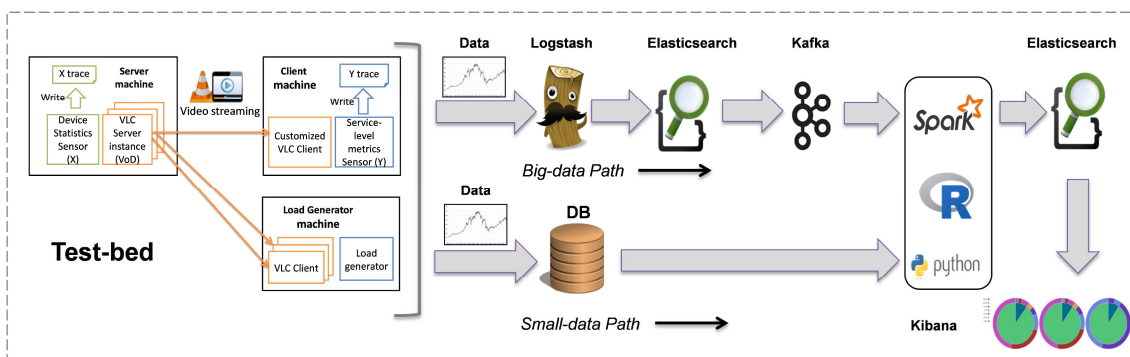 X trace
Server
machine
Write
Device
Statistics
Sensor
(X)
VLC
Server
instance
(VoD)
Video streaming
Client
machine
Y trace
Write
Customized
VLC Client
Service-
level
metrics
Sensor (Y)
Load Generator
machine
VLC Client
Load
generator
Test-bed
Data
Logstash
Elasticsearch
Kafka
Elasticsearch
Big-data Path
Data
DB
Small-data Path
Spark
R
python
Kibana